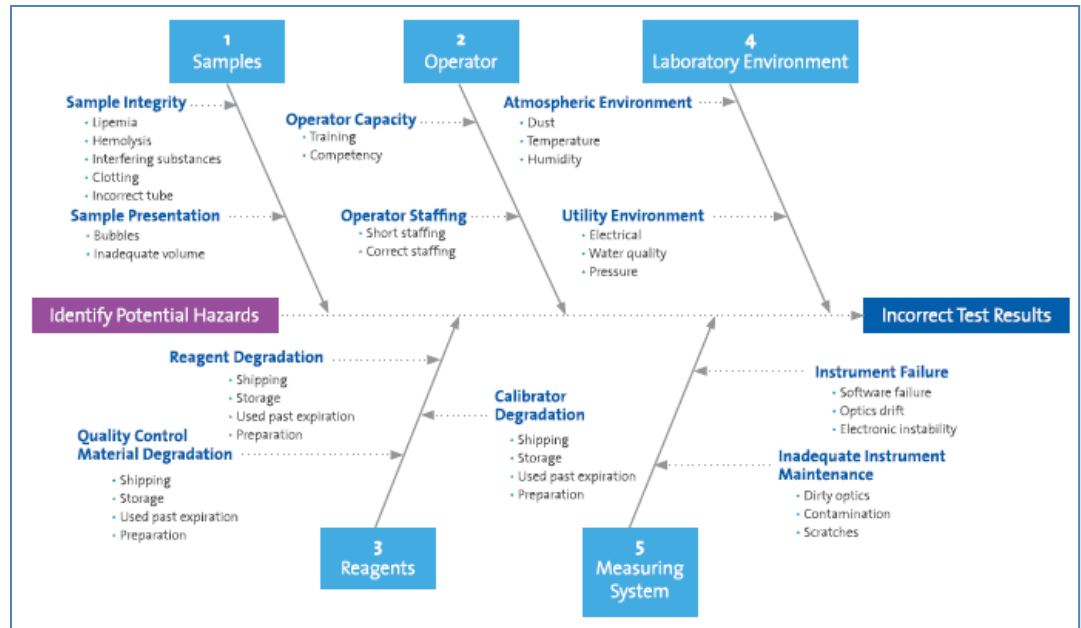 1
Samples
2
Operator
4
Laboratory Environment
Sample Integrity
• Lipemia
• Hemolysis
• Interfering substances
• Clotting
• Incorrect tube
Sample Presentation
• Bubbles
• Inadequate volume
Operator Capacity
• Training
• Competency
Operator Staffing
• Short staffing
• Correct staffing
Atmospheric Environment
• Dust
• Temperature
• Humidity
Utility Environment
• Electrical
• Water quality
• Pressure
Identify Potential Hazards
Incorrect Test Results
Reagent Degradation
• Shipping
• Storage
• Used past expiration
• Preparation
Quality Control
Material Degradation
• Shipping
• Storage
• Used past expiration
• Preparation
Calibrator
Degradation
• Shipping
• Storage
• Used past expiration
• Preparation
Instrument Failure
• Software failure
• Optics drift
• Electronic instability
Inadequate Instrument
Maintenance
• Dirty optics
• Contamination
• Scratches
3
Reagents
5
Measuring
System